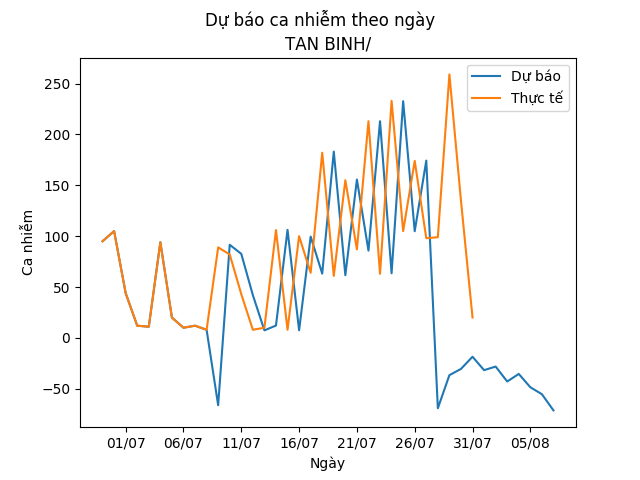 Dự báo ca nhiễm theo ngày
TAN BINH/
Dự báo
Thực tế
Ca nhiễm
250
200
150
100
50
0
−50
01/07 06/07 11/07 16/07 21/07 26/07 31/07 05/08
Ngày